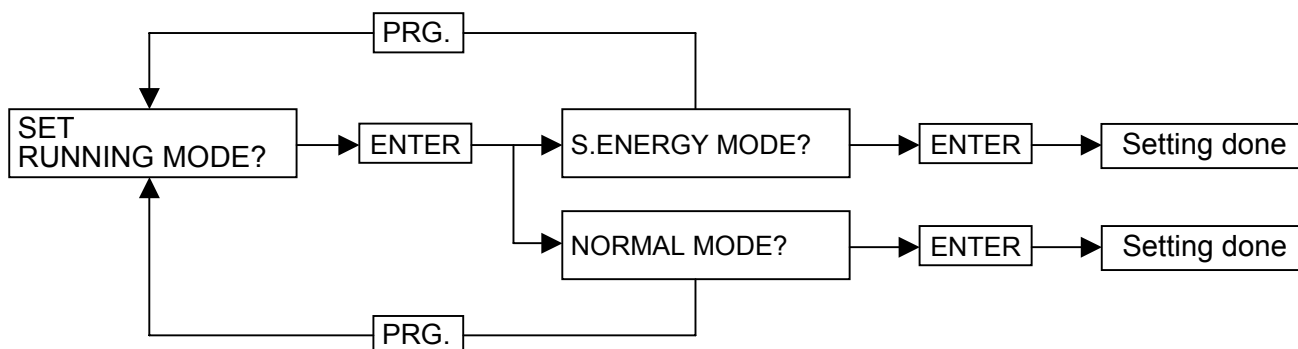 PRG.
SET
RUNNING MODE?
ENTER
S.ENERGY MODE?
ENTER
Setting done
NORMAL MODE?
ENTER
Setting done
PRG.